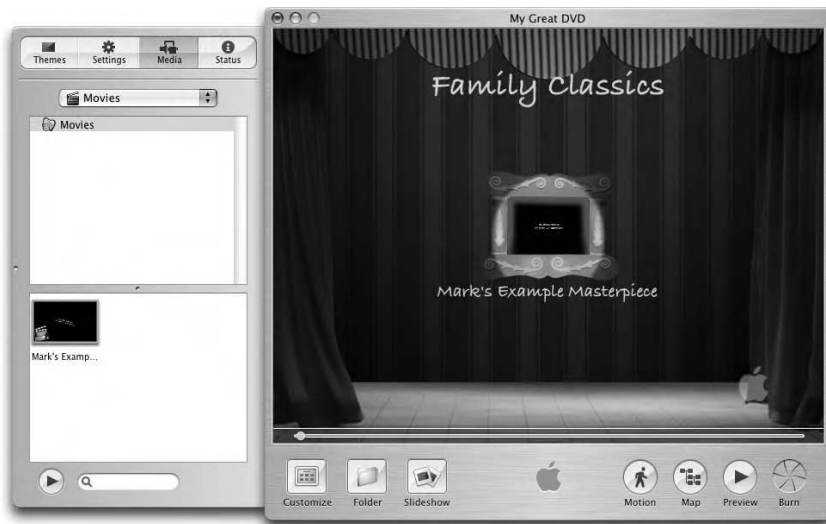 My Great DVD
Themes Settings Media Status
Movies
Movies
Mark's Examp...
Family Classics
Mark's Example Masterpiece
Customize Folder Slideshow Motion Map Preview Burn